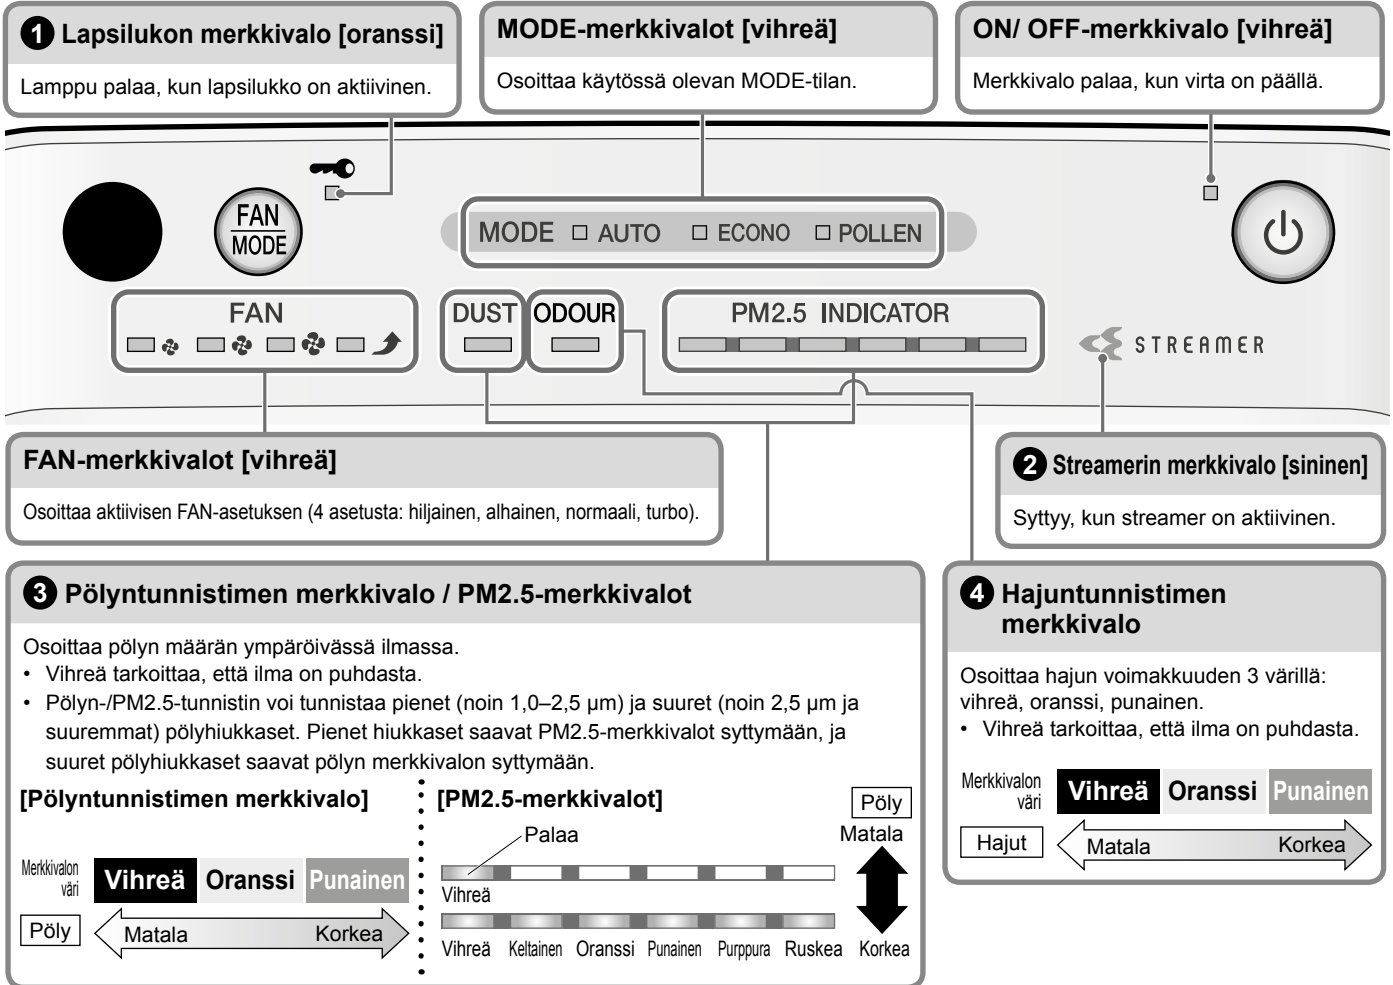 1 Lapsilukon merkkivalo [oranssi]
Lamppu palaa, kun lapsilukko on aktiivinen.
MODE-merkkivalot [vihreä]
Osoittaa käytössä olevan MODE-tilan.
ON/ OFF-merkkivalo [vihreä]
Merkkivalo palaa, kun virta on päällä.
FAN
MODE
MODE AUTO ECONO POLLEN
FAN
DUST
ODOUR
PM2.5 INDICATOR
STREAMER
FAN-merkkivalot [vihreä]
Osoittaa aktiivisen FAN-asetuksen (4 asetusta: hiljainen, alhainen, normaali, turbo).
2 Streamerin merkkivalo [sininen]
Syttyy, kun streamer on aktiivinen.
3 Pölyntunnistimen merkkivalo / PM2.5-merkkivalot
Osoittaa pölyn määrän ympäröivässä ilmassa.
• Vihreä tarkoittaa, että ilma on puhdasta.
• Pölyn-/PM2.5-tunnistin voi tunnistaa pienet (noin 1,0–2,5 µm) ja suuret (noin 2,5 µm ja
suuremmat) pölyhiukkaset. Pienet hiukkaset saavat PM2.5-merkkivalot syttymään, ja
suuret pölyhiukkaset saavat pölyn merkkivalon syttymään.
[Pölyntunnistimen merkkivalo]
Merkkivalon
väri
Vihreä Oranssi Punainen
Pöly
Matala Korkea
[PM2.5-merkkivalot]
Palaa
Vihreä
Vihreä Keltainen Oranssi Punainen Purppura Ruskea
Pöly
Matala
Korkea
4 Hajuntunnistimen
merkkivalo
Osoittaa hajun voimakkuuden 3 värillä:
vihreä, oranssi, punainen.
• Vihreä tarkoittaa, että ilma on puhdasta.
Merkkivalon
väri
Vihreä Oranssi Punainen
Hajut
Matala Korkea